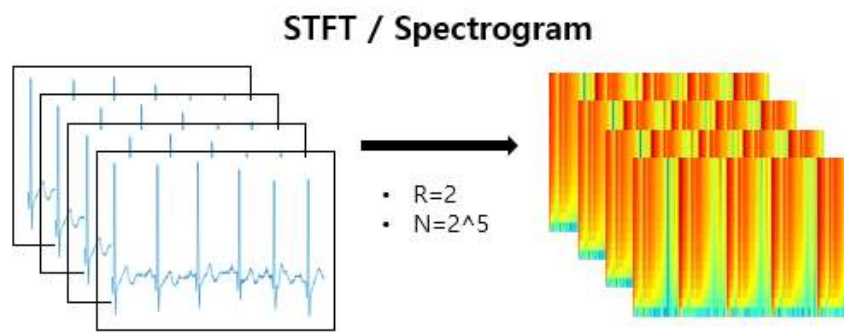 STFT / Spectrogram
• R=2
• N=2^5